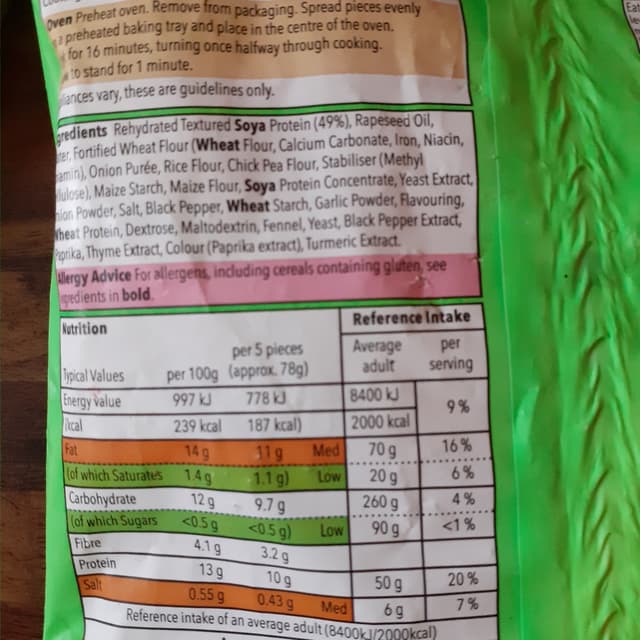 Oven Preheat oven. Remove from packaging. Spread pieces evenly
a preheated baking tray and place in the centre of the oven.
for 16 minutes, turning once halfway through cooking.
to stand for 1 minute.
liances vary, these are guidelines only.
gredients Rehydrated Textured Soya Protein (49%), Rapeseed Oil,
ter, Fortified Wheat Flour (Wheat Flour, Calcium Carbonate, Iron, Niacin,
amin), Onion Purée, Rice Flour, Chick Pea Flour, Stabiliser (Methyl
llulose), Maize Starch, Maize Flour, Soya Protein Concentrate, Yeast Extract,
nion Powder, Salt, Black Pepper, Wheat Starch, Garlic Powder, Flavouring,
Wheat Protein, Dextrose, Maltodextrin, Fennel, Yeast, Black Pepper Extract,
Paprika, Thyme Extract, Colour (Paprika extract), Turmeric Extract.
Allergy Advice For allergens, including cereals containing gluten, see
ngredients in bold.
Nutrition Reference Intake
Typical Values per 100g per 5 pieces (approx. 78g) Average adult per serving
Energy value 997 kJ 778 kJ 8400 kJ 9%
(kcal 239 kcal 187 kcal) 2000 kcal
Fat 14 g 11 g Med 70 g 16 %
(of which Saturates 1.4 g 1.1 g) Low 20 g 6 %
Carbohydrate 12 g 9.7 g 260 g 4 %
(of which Sugars <0.5 g <0.5 g) Low 90 g <1 %
Fibre 4.1 g 3.2 g
Protein 13 g 10 g 50 g 20 %
Salt 0.55 g 0.43 g Med 6 g 7 %
Reference intake of an average adult (8400kJ/2000kcal)
Eat